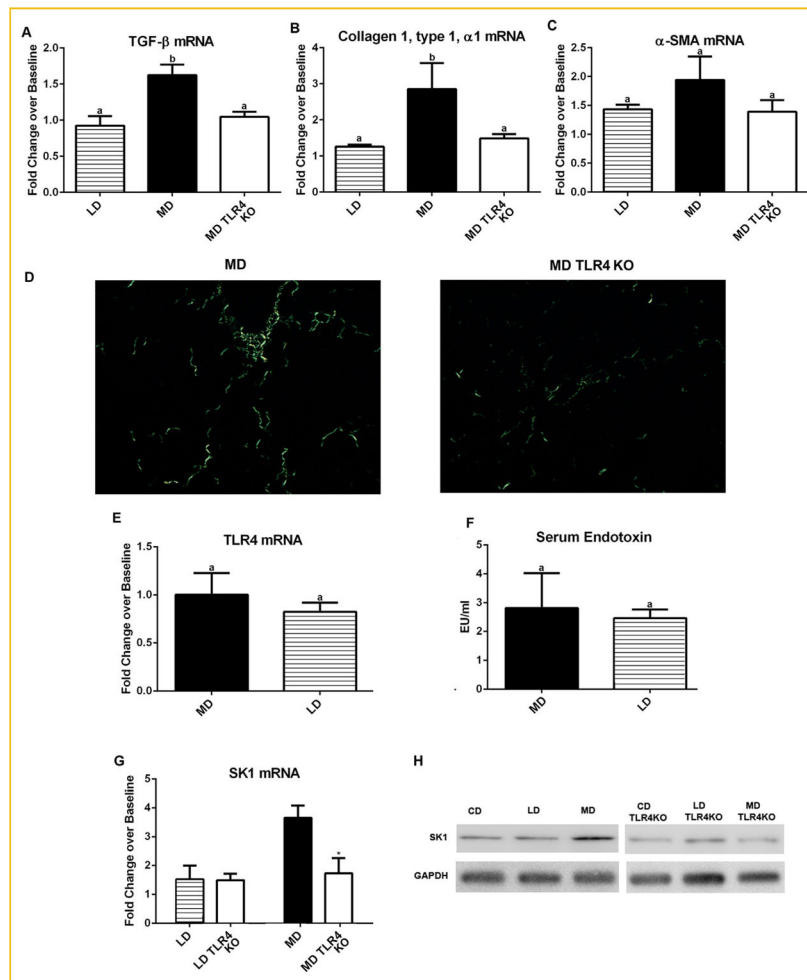 A
TGF-β mRNA
Fold Change over Baseline
2.0
1.5
1.0
0.5
0.0
a
b
a
LD
MD
MD TLR4
KO
B
Collagen 1, type 1, α1 mRNA
Fold Change over Baseline
4
3
2
1
0
a
b
a
LD
MD
MD TLR4
KO
C
α-SMA mRNA
Fold Change over Baseline
2.5
2.0
1.5
1.0
0.5
0.0
a
a
a
LD
MD
MD TLR4
KO
D
MD
MD TLR4 KO
E
TLR4 mRNA
Fold Change over Baseline
1.5
1.0
0.5
0.0
a
a
MD
LD
F
Serum Endotoxin
EU/ml
5
4
3
2
1
0
a
a
MD
LD
G
SK1 mRNA
Fold Change over Baseline
5
4
3
2
1
0
*
LD
LD TLR4
KO
MD
MD TLR4
KO
H
CD
LD
MD
CD
TLR4KO
LD
TLR4KO
MD
TLR4KO
SK1
GAPDH